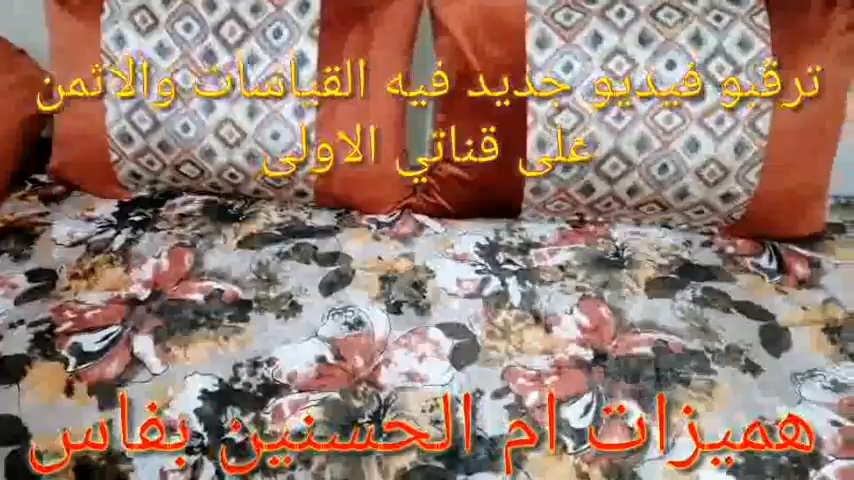 ترقبو فيديو جديد فيه القياسات والاثمن
على قناتي الاولى
هميزات ام الحسنين بفاس